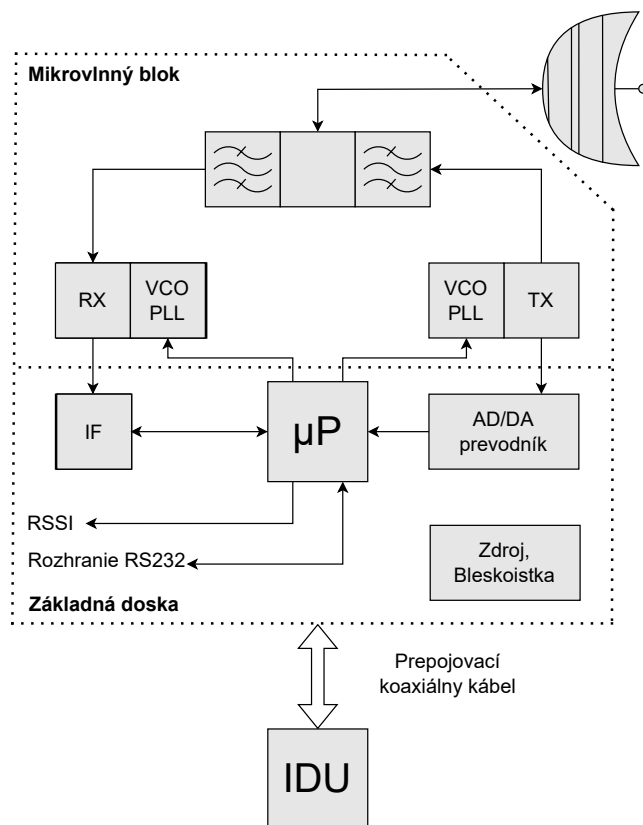 Mikrovlnný blok
RX
VCO
PLL
VCO
PLL
TX
IF
µP
AD/DA
prevodník
RSSI
Rozhranie RS232
Zdroj,
Bleskoistka
Základná doska
Prepojovací
koaxiálny kábel
IDU